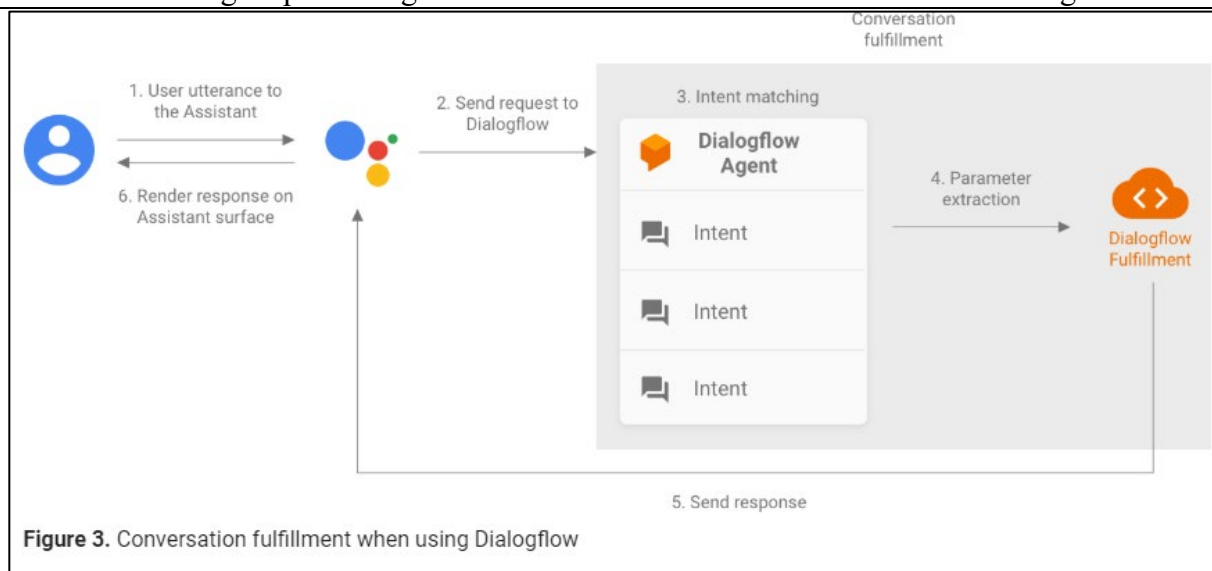 Conversation
fulfillment
1. User utterance to
the Assistant
2. Send request to
Dialogflow
3. Intent matching
Dialogflow
Agent
4. Parameter
extraction
6. Render response on
Assistant surface
Intent
Dialogflow
Fulfillment
Intent
Intent
5. Send response
Figure 3. Conversation fulfillment when using Dialogflow